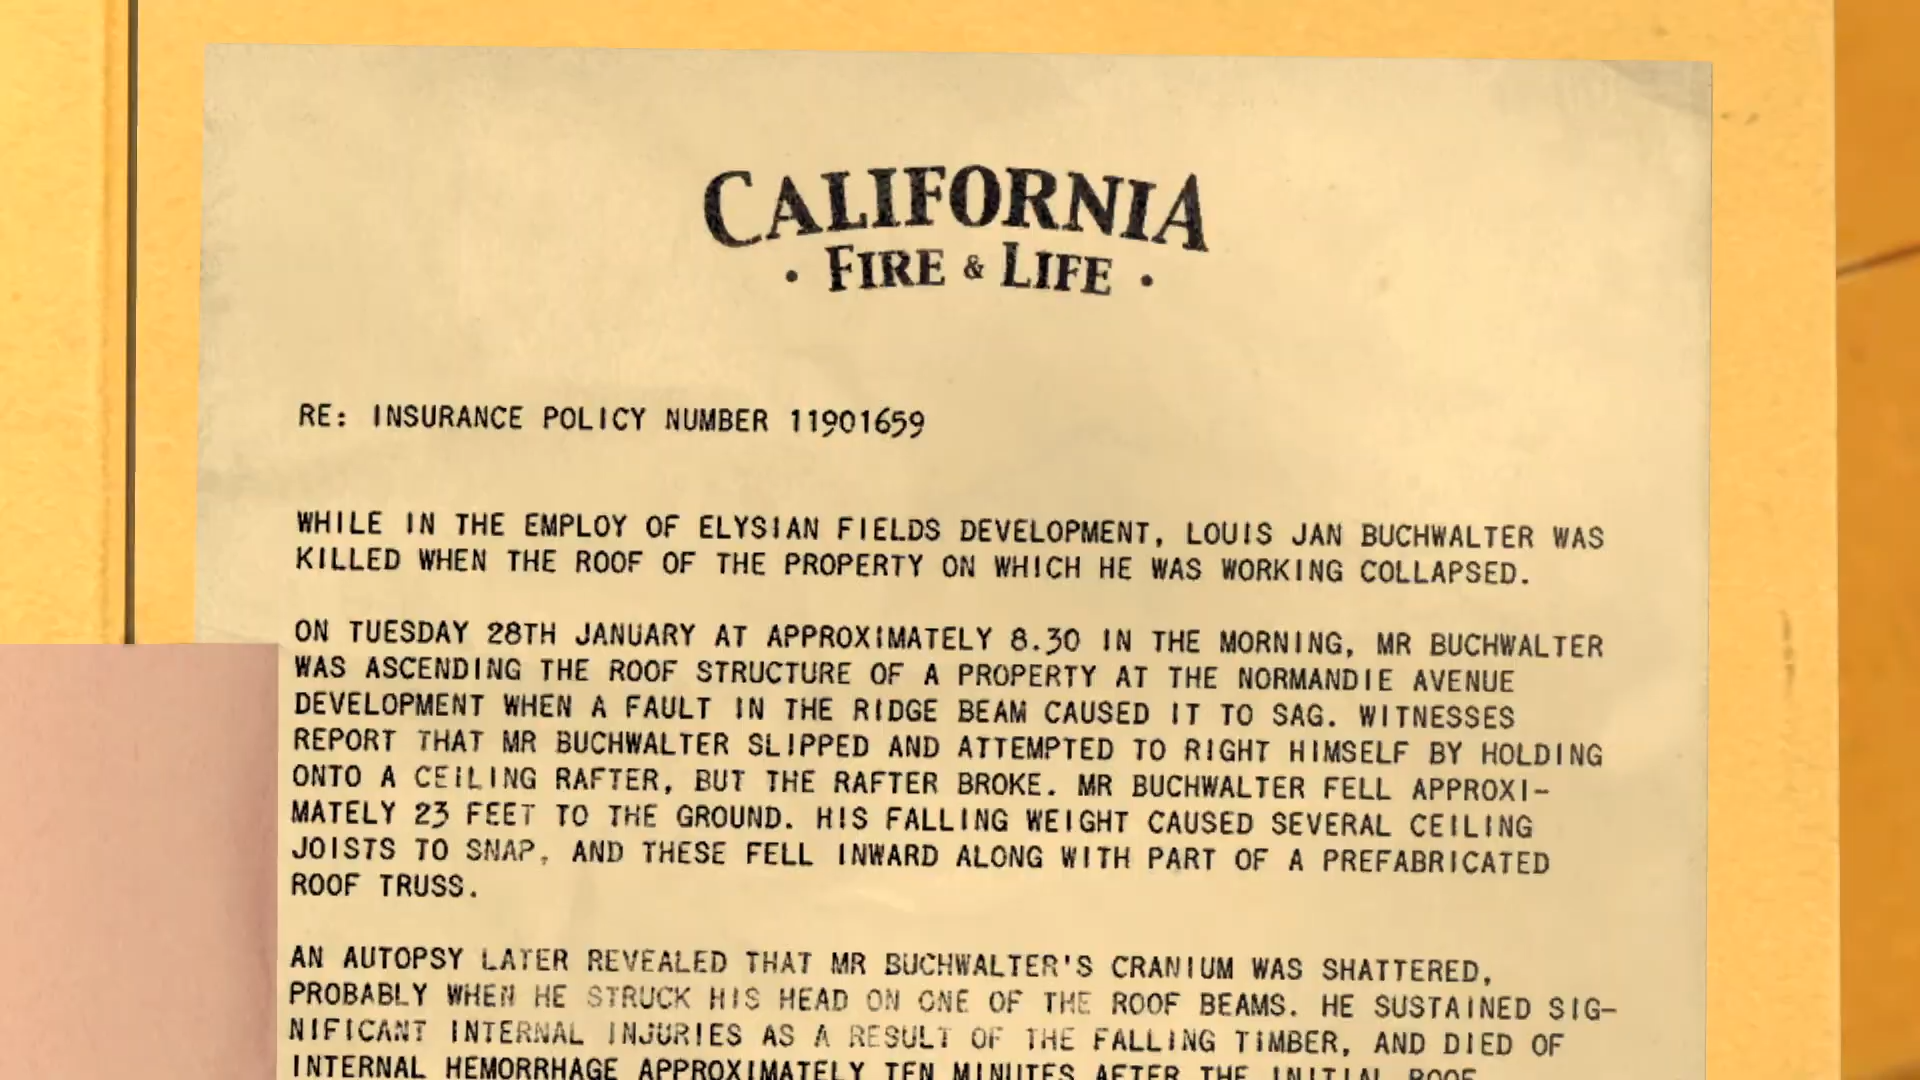 CALIFORNIA
· FIRE & LIFE ·
RE: INSURANCE POLICY NUMBER 11901659
WHILE IN THE EMPLOY OF ELYSIAN FIELDS DEVELOPMENT, LOUIS JAN BUCHWALTER WAS
KILLED WHEN THE ROOF OF THE PROPERTY ON WHICH HE WAS WORKING COLLAPSED.
ON TUESDAY 28TH JANUARY AT APPROXIMATELY 8.30 IN THE MORNING, MR BUCHWALTER
WAS ASCENDING THE ROOF STRUCTURE OF A PROPERTY AT THE NORMANDIE AVENUE
DEVELOPMENT WHEN A FAULT IN THE RIDGE BEAM CAUSED IT TO SAG. WITNESSES
REPORT THAT MR BUCHWALTER SLIPPED AND ATTEMPTED TO RIGHT HIMSELF BY HOLDING
ONTO A CEILING RAFTER, BUT THE RAFTER BROKE. MR BUCHWALTER FELL APPROXI-
MATELY 23 FEET TO THE GROUND. HIS FALLING WEIGHT CAUSED SEVERAL CEILING
JOISTS TO SNAP, AND THESE FELL INWARD ALONG WITH PART OF A PREFABRICATED
ROOF TRUSS.
AN AUTOPSY LATER REVEALED THAT MR BUCHWALTER'S CRANIUM WAS SHATTERED,
PROBABLY WHEN HE STRUCK HIS HEAD ON ONE OF THE ROOF BEAMS. HE SUSTAINED SIG-
NIFICANT INTERNAL INJURIES AS A RESULT OF THE FALLING TIMBER, AND DIED OF
INTERNAL HEMORRHAGE APPROXIMATELY TEN MINUTES AFTER THE INITIAL ROOF